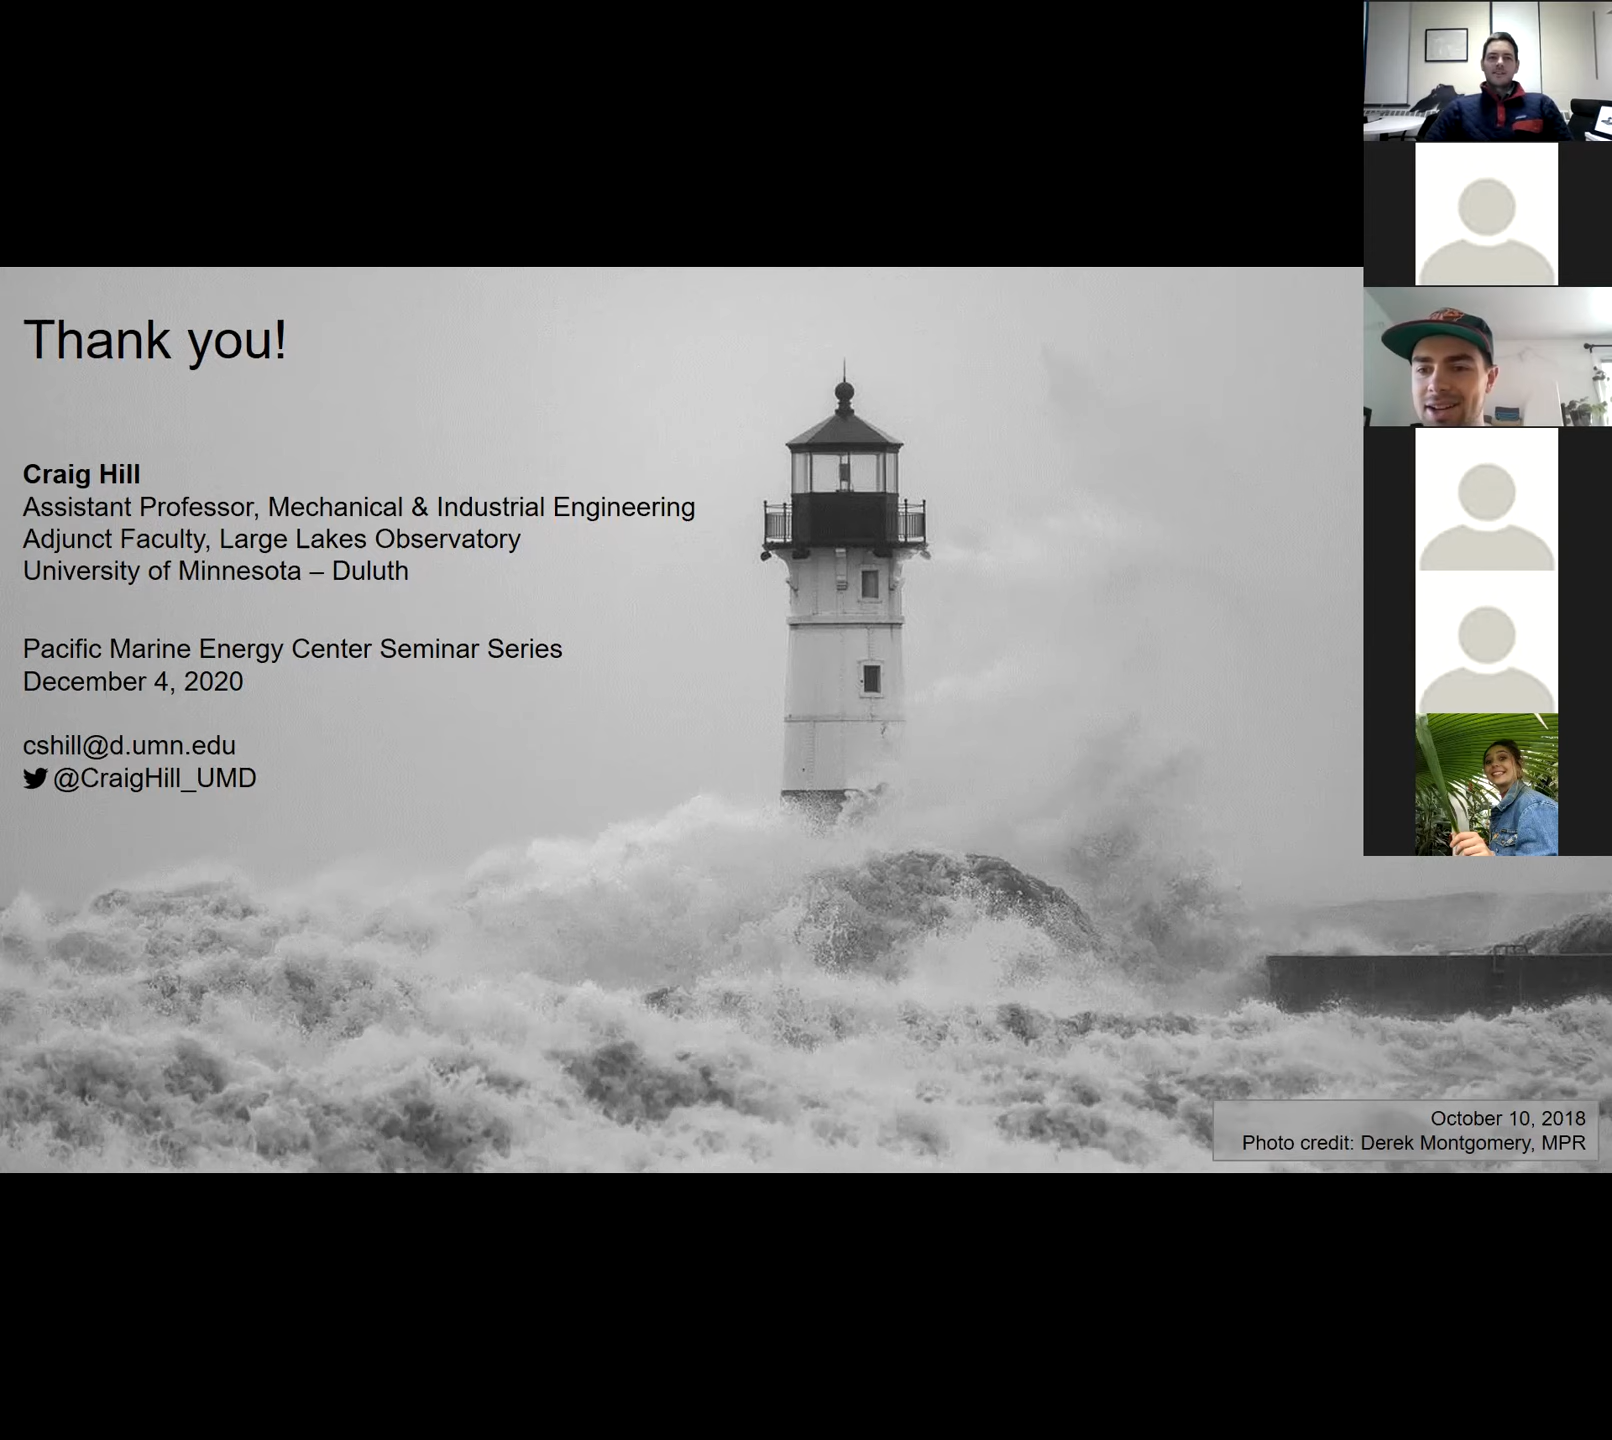 Thank you!
Craig Hill
Assistant Professor, Mechanical & Industrial Engineering
Adjunct Faculty, Large Lakes Observatory
University of Minnesota – Duluth
Pacific Marine Energy Center Seminar Series
December 4, 2020
cshill@d.umn.edu
@CraigHill_UMD
October 10, 2018
Photo credit: Derek Montgomery, MPR